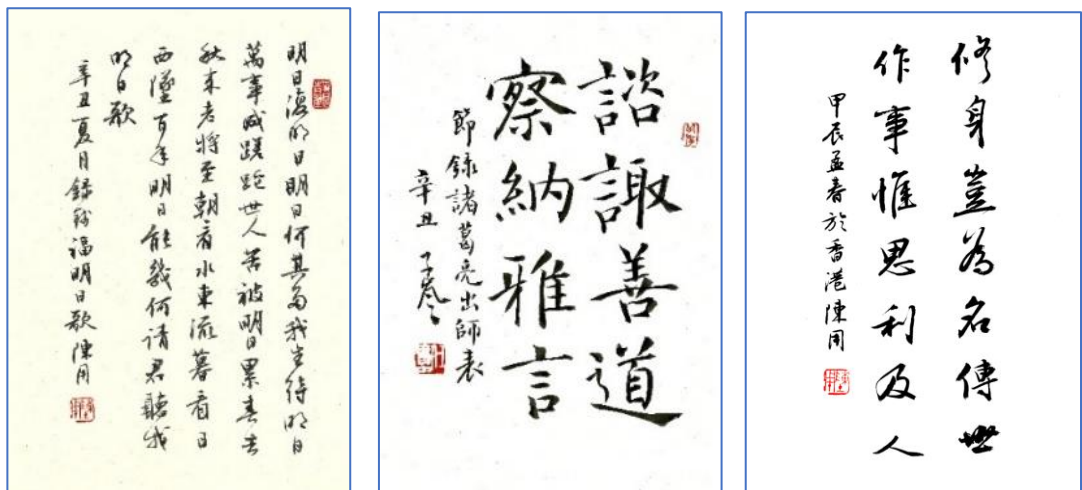 明日復明日明日何其多我生待明日
萬事成蹉跎世人苦被明日累春去
秋來老將至朝看水東流暮看日
西墜百年明日能幾何請君聽我
明日歌
辛丑夏月錄錢福明日歌陳用
諮諏善道
察納雅言
節録諸葛亮出師表
辛丑
修身豈為名傳世
作事惟思利及人
甲辰孟春於香港陳用